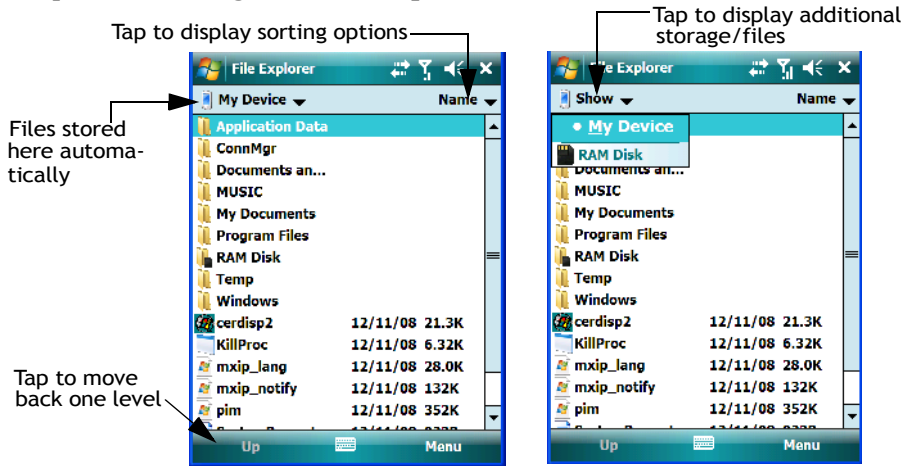 Tap to display sorting options
Tap to display additional
storage/files
Files stored
here automa-
tically
Tap to move
back one level
File Explorer
My Device
Name
Application Data
ConnMgr
Documents an...
MUSIC
My Documents
Program Files
RAM Disk
Temp
Windows
cerdisp2 12/11/08 21.3K
KillProc 12/11/08 6.32K
mxip_lang 12/11/08 28.0K
mxip_notify 12/11/08 132K
pim 12/11/08 352K
Up
Menu
File Explorer
Show
Name
My Device
RAM Disk
Documents an...
MUSIC
My Documents
Program Files
RAM Disk
Temp
Windows
cerdisp2 12/11/08 21.3K
KillProc 12/11/08 6.32K
mxip_lang 12/11/08 28.0K
mxip_notify 12/11/08 132K
pim 12/11/08 352K
Up
Menu